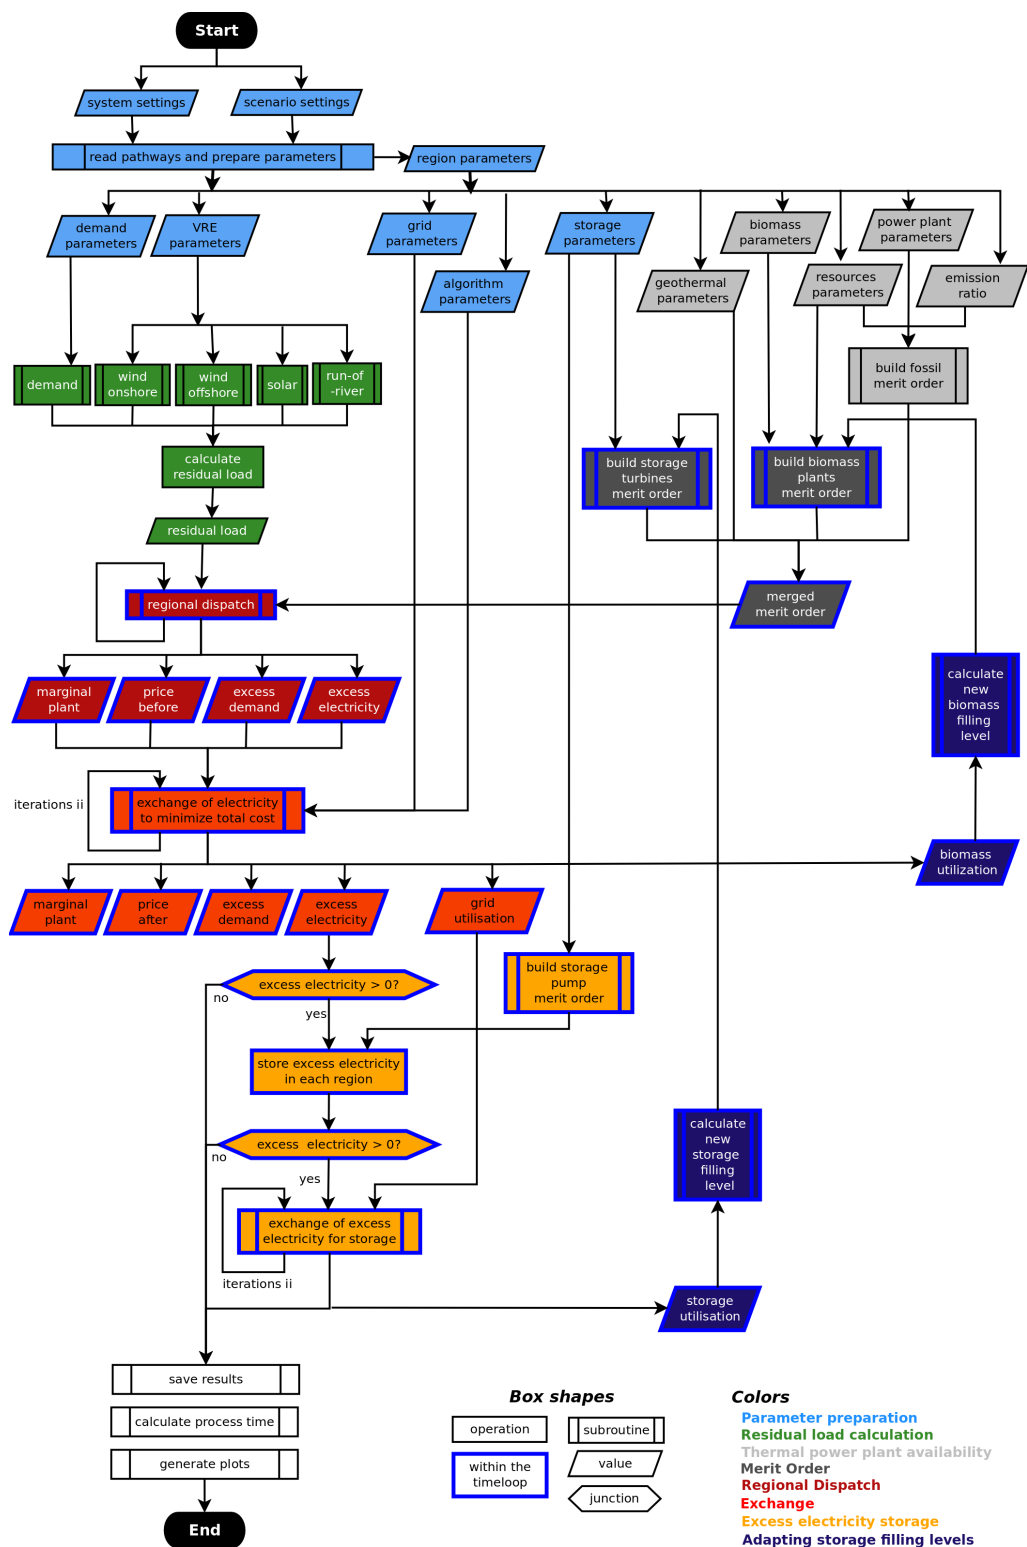 Start
system settings
scenario settings
read pathways and prepare parameters
region parameters
demand
parameters
VRE
parameters
grid
parameters
storage
parameters
biomass
parameters
power plant
parameters
algorithm
parameters
geothermal
parameters
resources
parameters
emission
ratio
demand
wind
onshore
wind
offshore
solar
run-of
-river
build fossil
merit order
calculate
residual load
build storage
turbines
merit order
build biomass
plants
merit order
residual load
regional dispatch
merged
merit order
marginal
plant
price
before
excess
demand
excess
electricity
calculate
new
biomass
filling
level
iterations ii
exchange of electricity
to minimize total cost
biomass
utilization
marginal
plant
price
after
excess
demand
excess
electricity
grid
utilisation
excess electricity > 0?
no
yes
build storage
pump
merit order
store excess electricity
in each region
excess  electricity > 0?
no
yes
calculate
new
storage
filling
level
exchange of excess
electricity for storage
iterations ii
storage
utilisation
save results
calculate process time
generate plots
End
Box shapes
operation
subroutine
within the
timeloop
value
junction
Colors
Parameter preparation
Residual load calculation
Thermal power plant availability
Merit Order
Regional Dispatch
Exchange
Excess electricity storage
Adapting storage filling levels